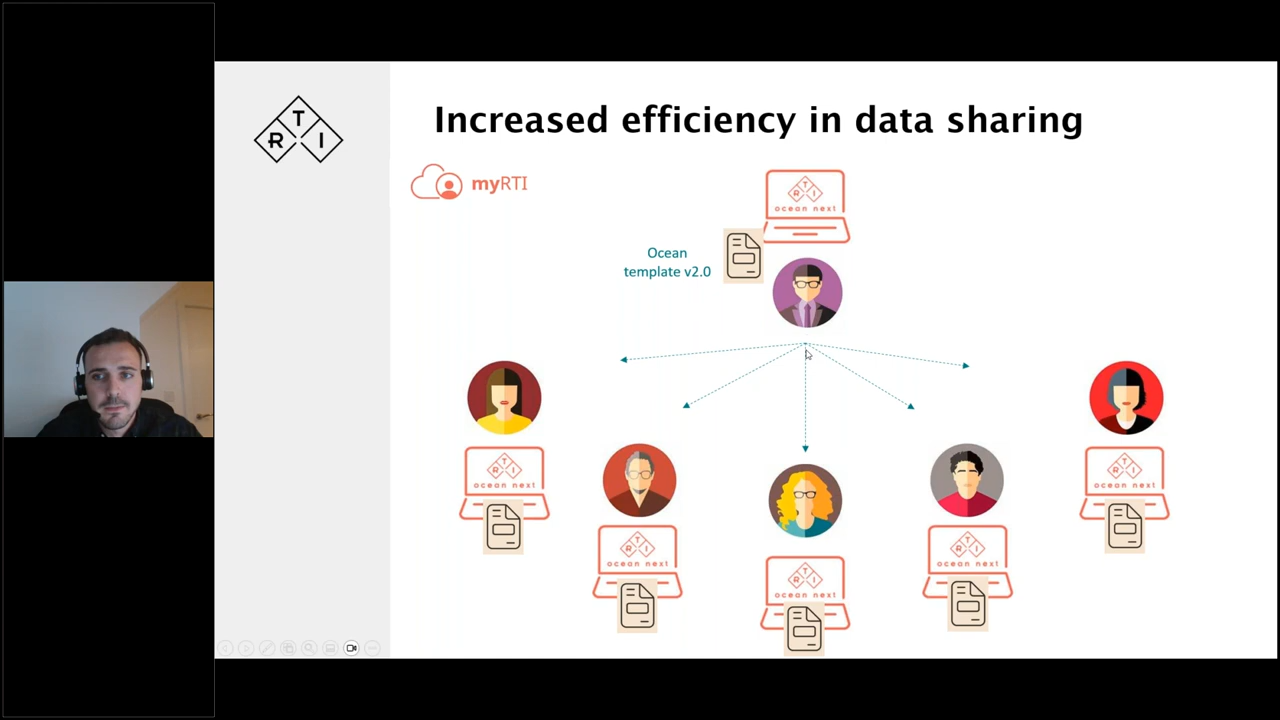 T
R I
Increased efficiency in data sharing
myRTI
T
R I
ocean next
Ocean
template v2.0
T
R I
ocean next
T
R I
ocean next
T
R I
ocean next
T
R I
ocean next
T
R I
ocean next